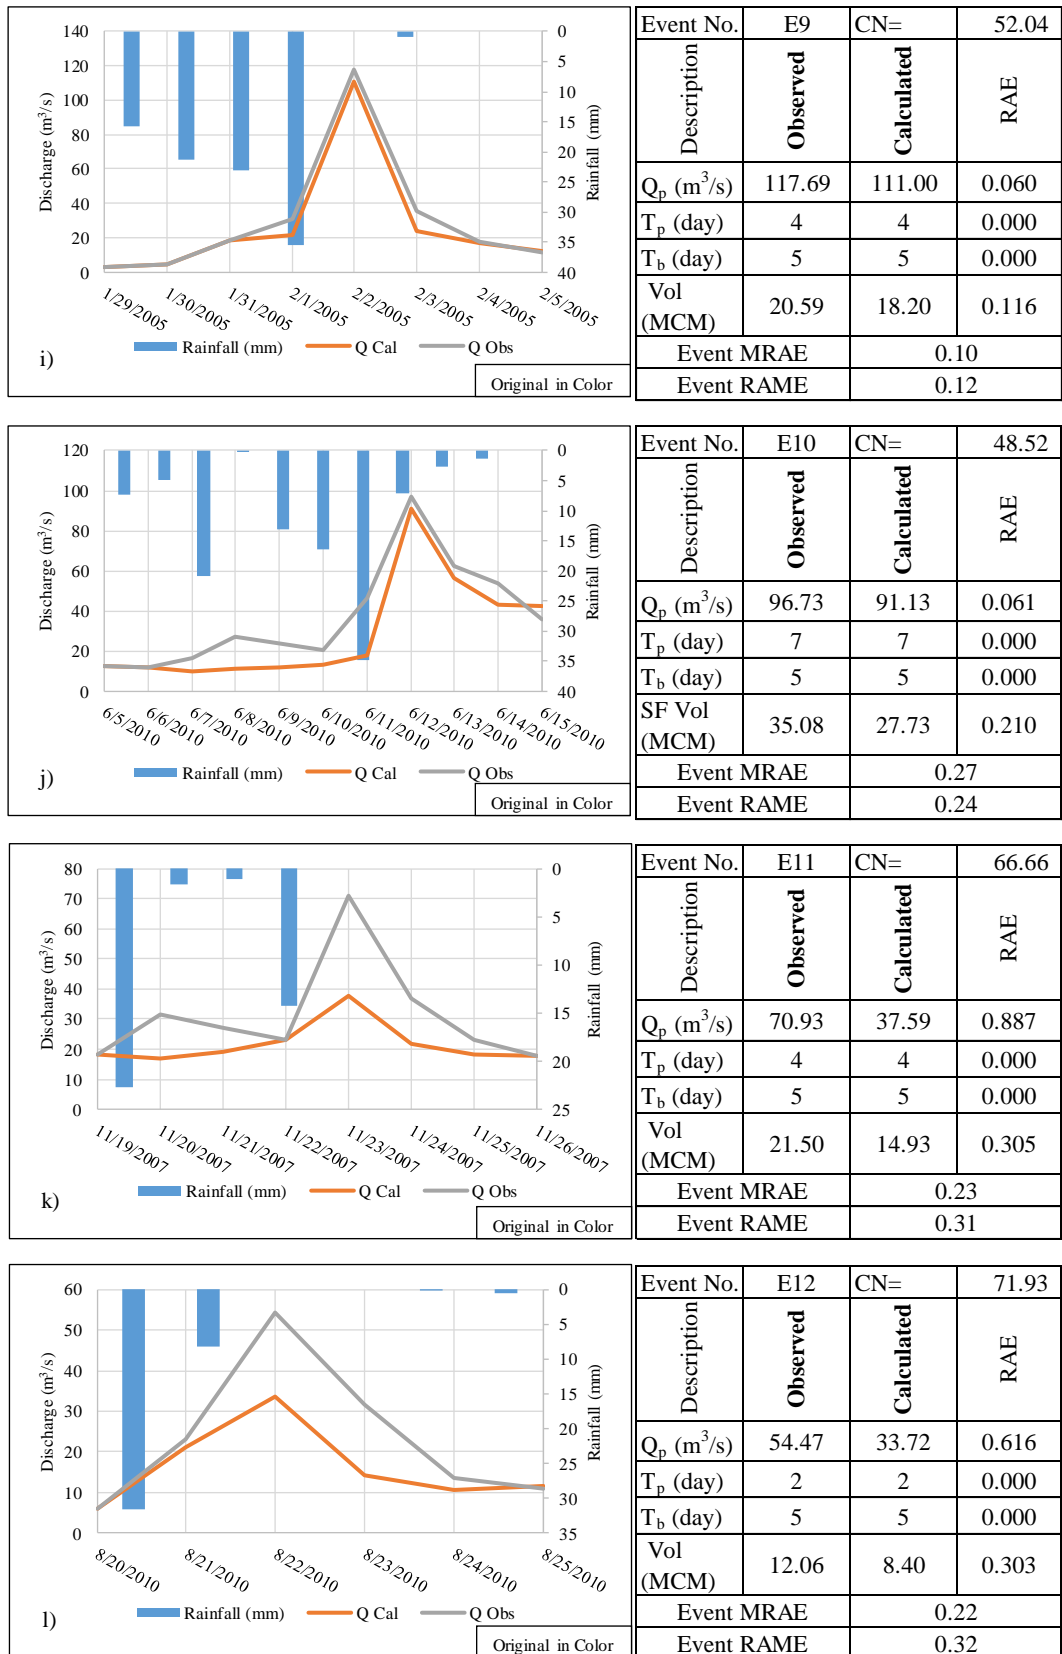 140
120
100
80
60
40
20
0
0
5
10
15
20
25
30
35
40
Discharge (m³/s)
Rainfall (mm)
1/29/2005
1/30/2005
1/31/2005
2/1/2005
2/2/2005
2/3/2005
2/4/2005
2/5/2005
i)
Rainfall (mm) Q Cal Q Obs
Original in Color
Event No. E9 CN= 52.04
Description Observed Calculated RAE
Qp (m³/s) 117.69 111.00 0.060
Tp (day) 4 4 0.000
Tb (day) 5 5 0.000
Vol (MCM) 20.59 18.20 0.116
Event MRAE 0.10
Event RAME 0.12
120
100
80
60
40
20
0
0
5
10
15
20
25
30
35
40
Discharge (m³/s)
Rainfall (mm)
6/5/2010
6/6/2010
6/7/2010
6/8/2010
6/9/2010
6/10/2010
6/11/2010
6/12/2010
6/13/2010
6/14/2010
6/15/2010
j)
Rainfall (mm) Q Cal Q Obs
Original in Color
Event No. E10 CN= 48.52
Description Observed Calculated RAE
Qp (m³/s) 96.73 91.13 0.061
Tp (day) 7 7 0.000
Tb (day) 5 5 0.000
SF Vol (MCM) 35.08 27.73 0.210
Event MRAE 0.27
Event RAME 0.24
80
70
60
50
40
30
20
10
0
0
5
10
15
20
25
Discharge (m³/s)
Rainfall (mm)
11/19/2007
11/20/2007
11/21/2007
11/22/2007
11/23/2007
11/24/2007
11/25/2007
11/26/2007
k)
Rainfall (mm) Q Cal Q Obs
Original in Color
Event No. E11 CN= 66.66
Description Observed Calculated RAE
Qp (m³/s) 70.93 37.59 0.887
Tp (day) 4 4 0.000
Tb (day) 5 5 0.000
Vol (MCM) 21.50 14.93 0.305
Event MRAE 0.23
Event RAME 0.31
60
50
40
30
20
10
0
0
5
10
15
20
25
30
35
Discharge (m³/s)
Rainfall (mm)
8/20/2010
8/21/2010
8/22/2010
8/23/2010
8/24/2010
8/25/2010
l)
Rainfall (mm) Q Cal Q Obs
Original in Color
Event No. E12 CN= 71.93
Description Observed Calculated RAE
Qp (m³/s) 54.47 33.72 0.616
Tp (day) 2 2 0.000
Tb (day) 5 5 0.000
Vol (MCM) 12.06 8.40 0.303
Event MRAE 0.22
Event RAME 0.32